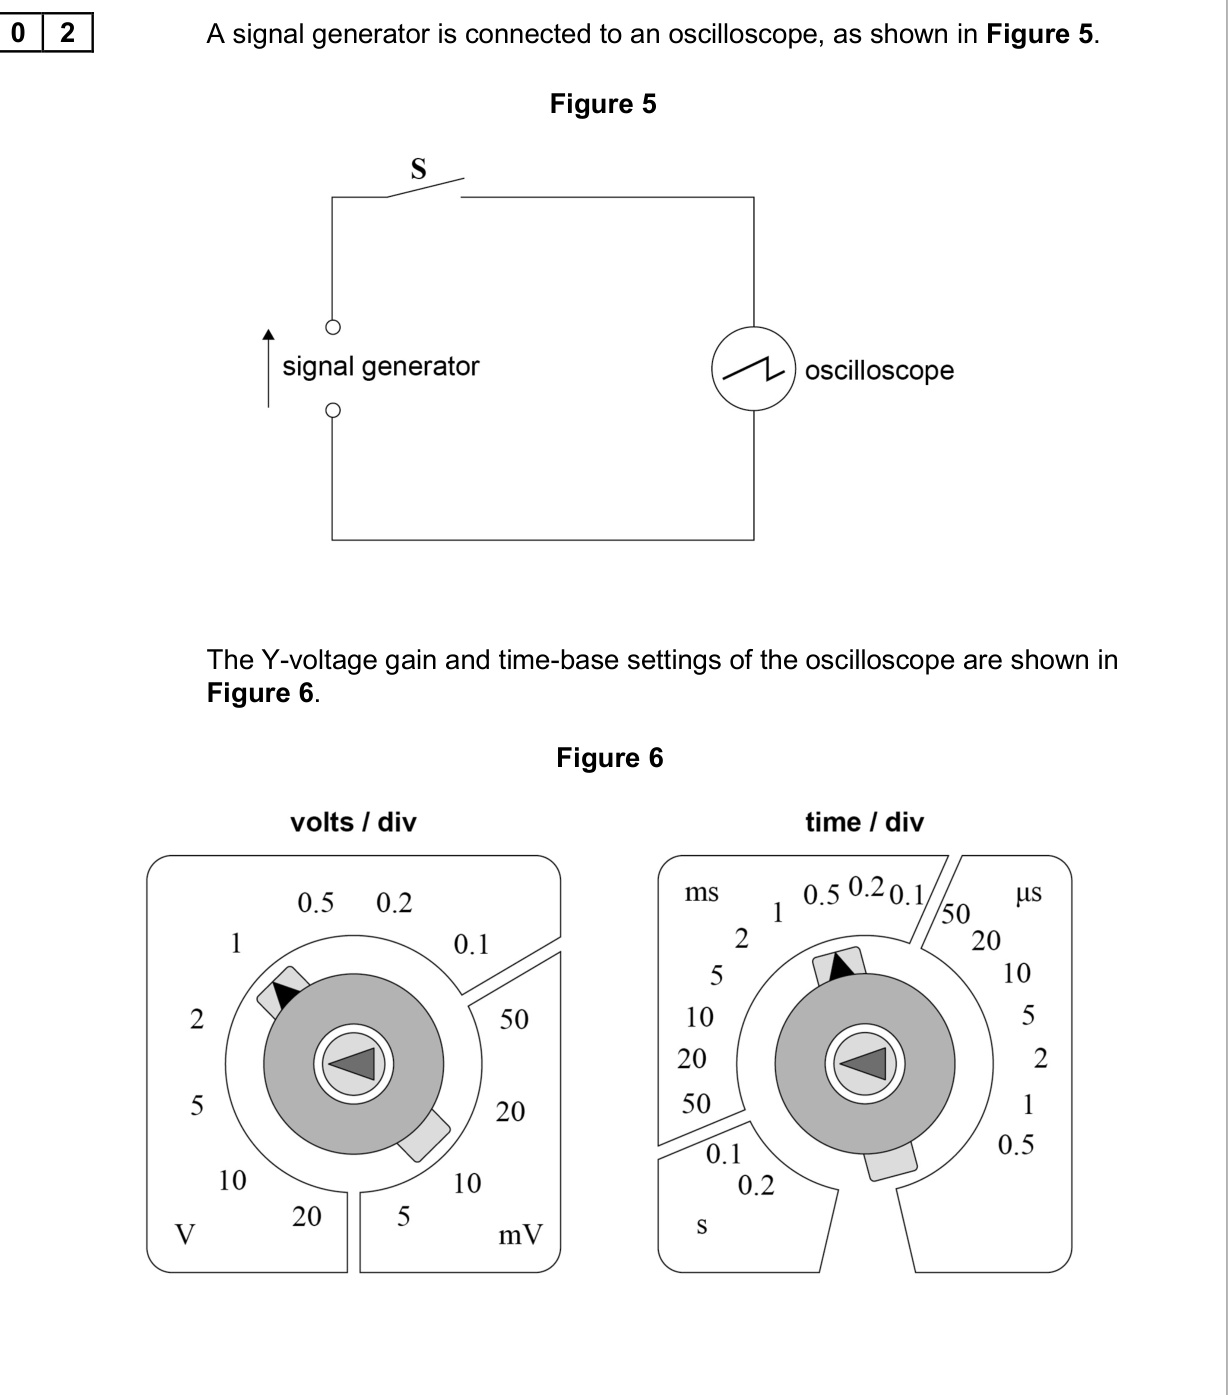 0 2 A signal generator is connected to an oscilloscope, as shown in Figure 5.
Figure 5
S
signal generator
oscilloscope
The Y-voltage gain and time-base settings of the oscilloscope are shown in
Figure 6.
Figure 6
volts / div
0.5 0.2
1 0.1
2 50
5 20
10 10
20 5
V mV
time / div
ms 0.5 0.2 0.1 50 μs
1 20
2 10
5 5
10 2
20 1
50 0.5
0.1
0.2
s